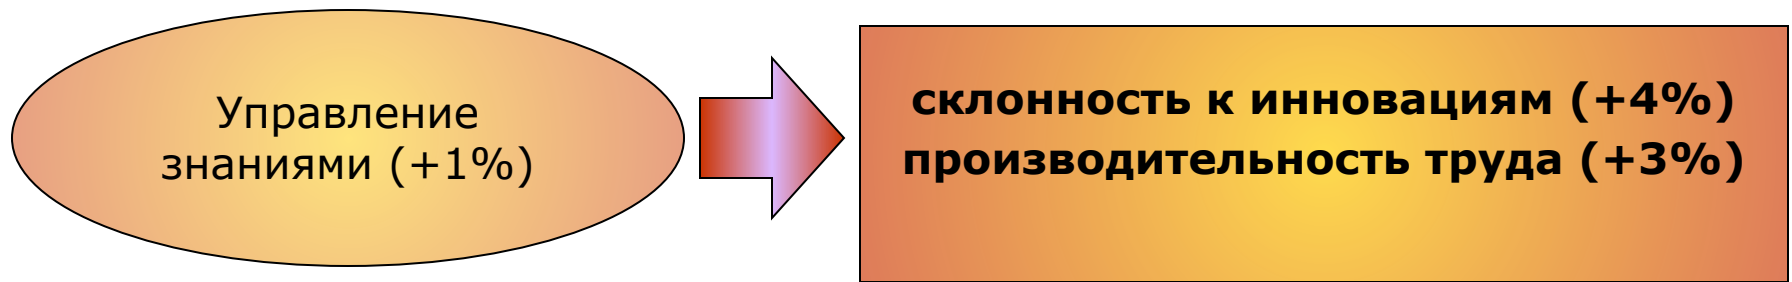 Управление
знаниями (+1%)
склонность к инновациям (+4%)
производительность труда (+3%)